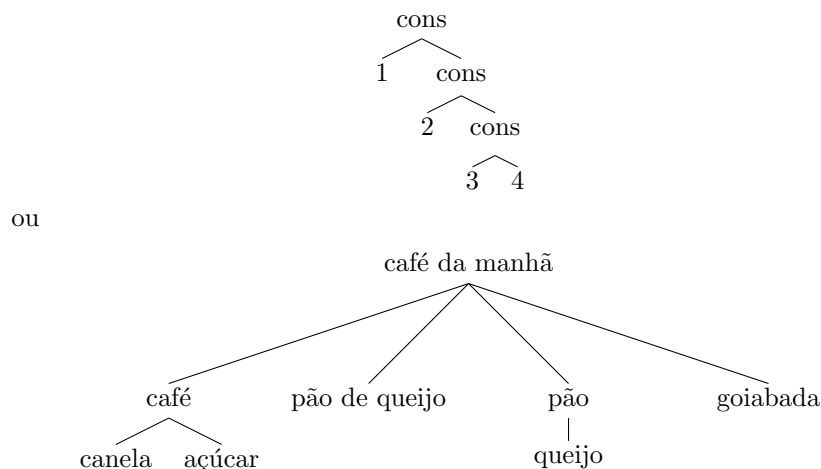 cons
1 cons
2 cons
3 4
ou
café da manhã
café pão de queijo pão goiabada
canela açúcar queijo